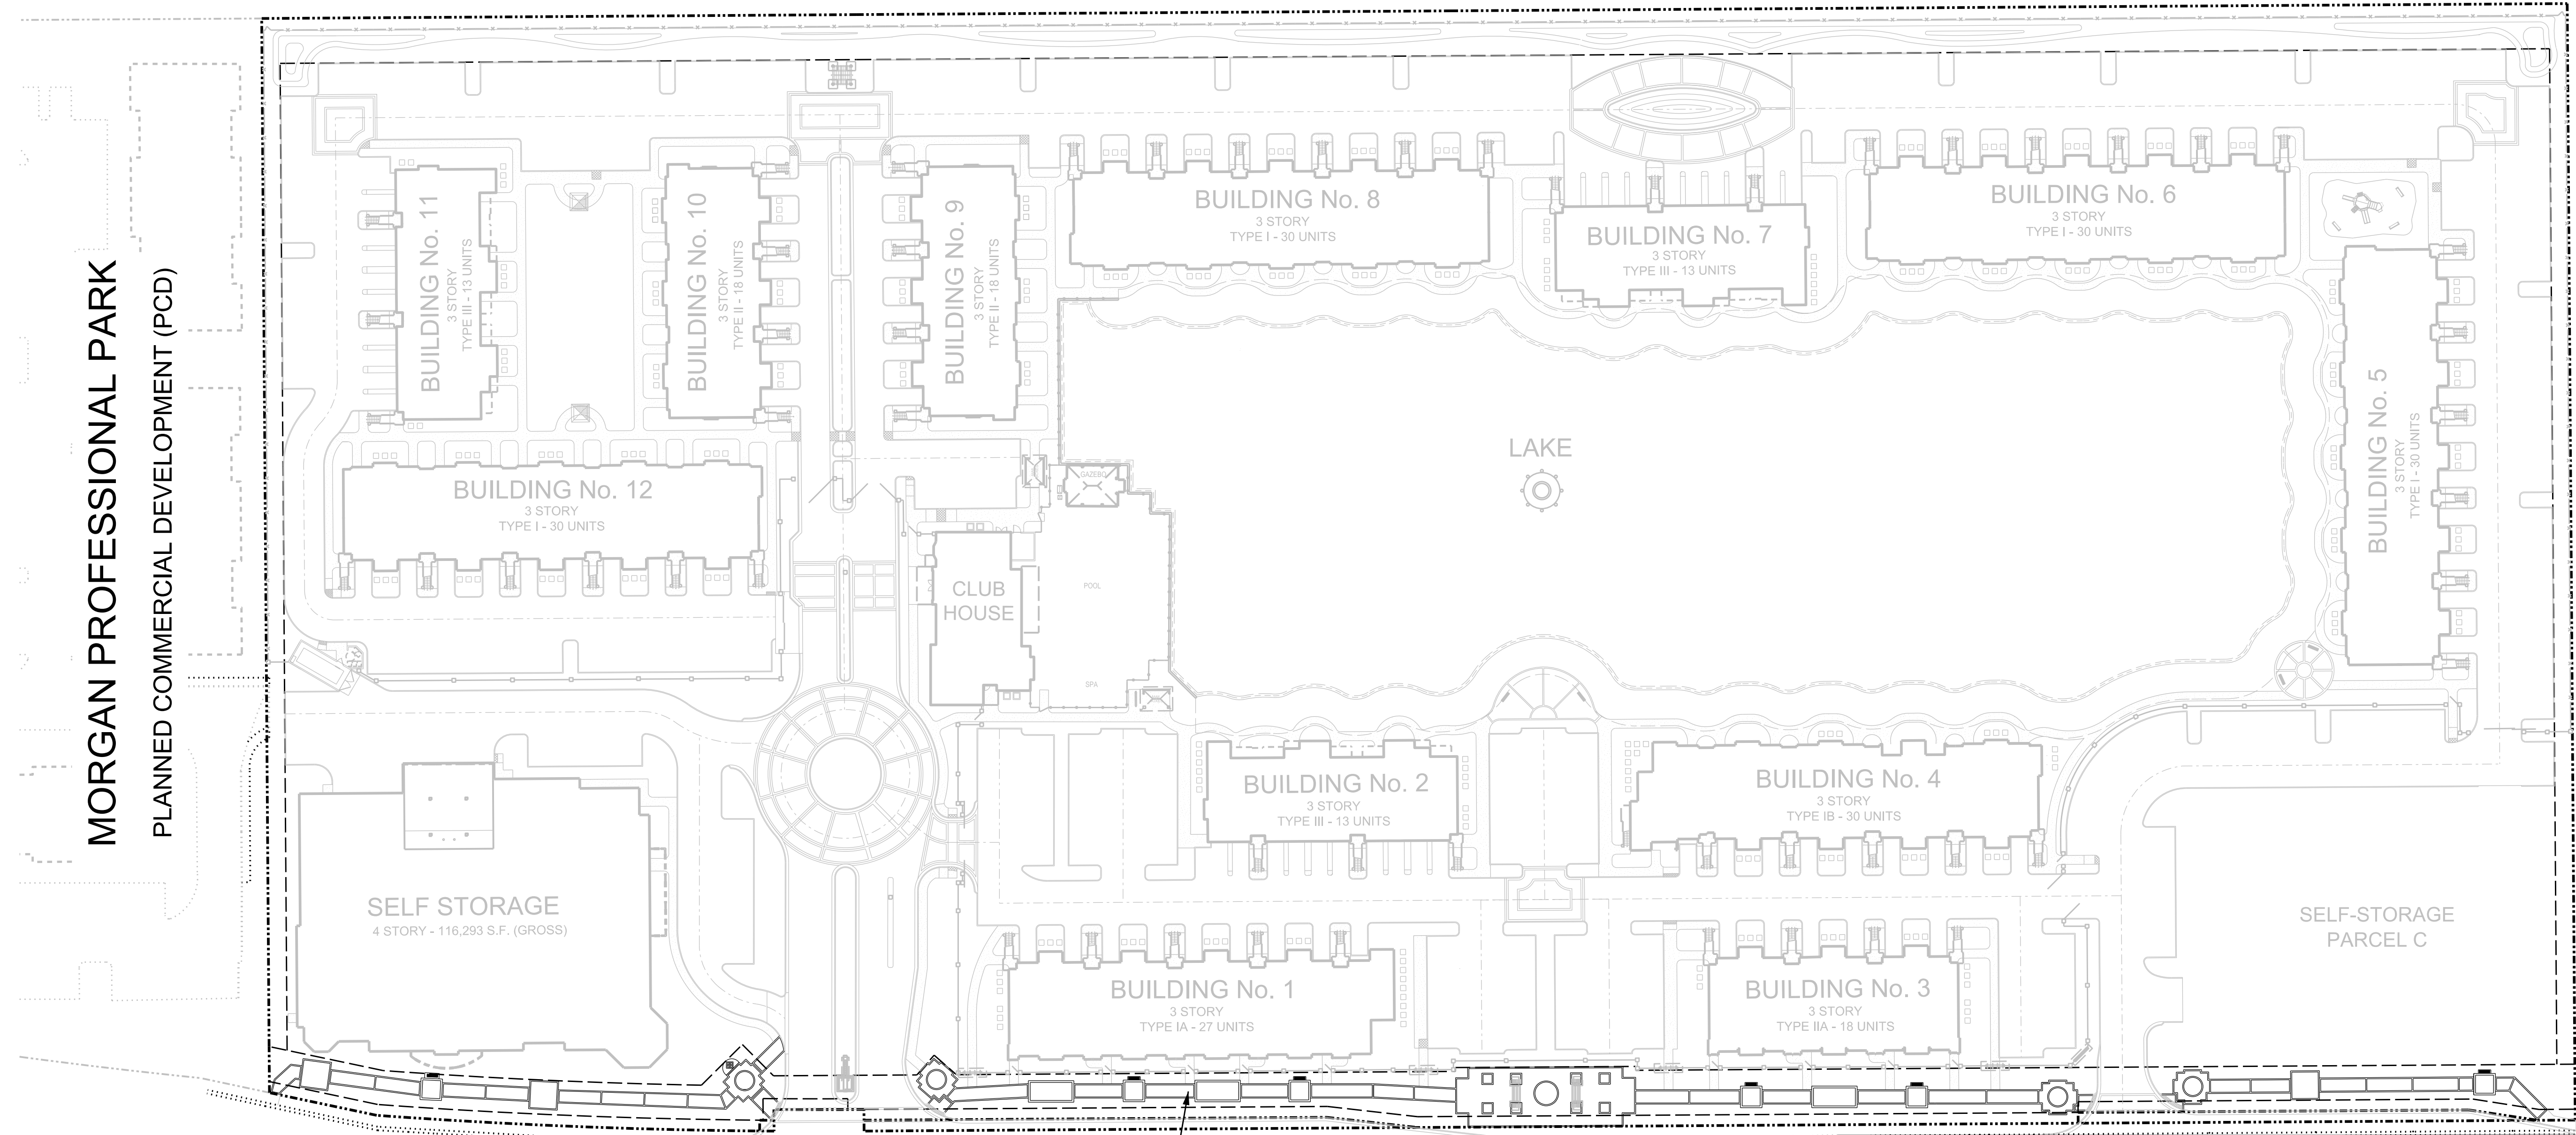 MORGAN PROFESSIONAL PARK
PLANNED COMMERCIAL DEVELOPMENT (PCD)
BUILDING No. 11
3 STORY
TYPE III - 13 UNITS
BUILDING No. 10
3 STORY
TYPE II - 18 UNITS
BUILDING No. 9
3 STORY
TYPE II - 18 UNITS
BUILDING No. 8
3 STORY
TYPE I - 30 UNITS
BUILDING No. 7
3 STORY
TYPE III - 13 UNITS
BUILDING No. 6
3 STORY
TYPE I - 30 UNITS
BUILDING No. 5
3 STORY
TYPE I - 30 UNITS
BUILDING No. 12
3 STORY
TYPE I - 30 UNITS
GAZEBO
LAKE
CLUB
HOUSE
POOL
SPA
BUILDING No. 2
3 STORY
TYPE III - 13 UNITS
BUILDING No. 4
3 STORY
TYPE IB - 30 UNITS
SELF STORAGE
4 STORY - 116,293 S.F. (GROSS)
BUILDING No. 1
3 STORY
TYPE IA - 27 UNITS
BUILDING No. 3
3 STORY
TYPE IIA - 18 UNITS
SELF-STORAGE
PARCEL C